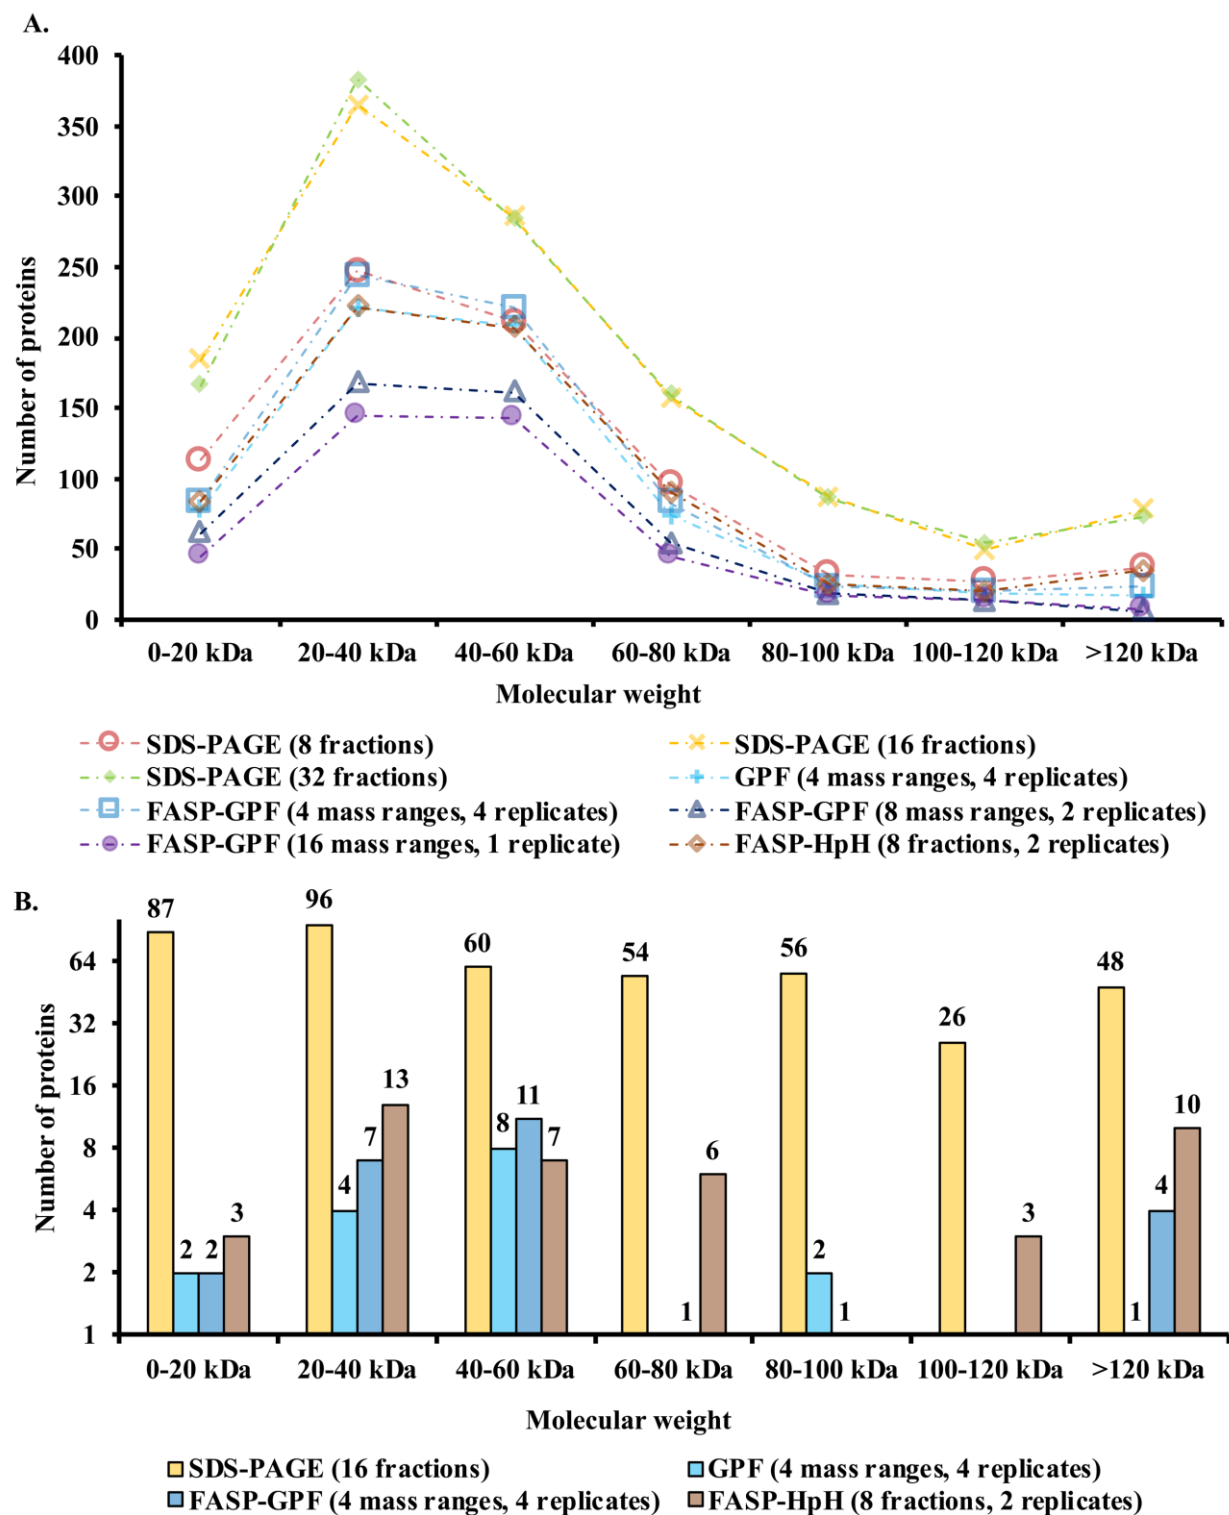 A.
400
350
300
250
200
150
100
50
0
Number of proteins
0-20 kDa 20-40 kDa 40-60 kDa 60-80 kDa 80-100 kDa 100-120 kDa >120 kDa
Molecular weight
SDS-PAGE (8 fractions) SDS-PAGE (16 fractions)
SDS-PAGE (32 fractions) GPF (4 mass ranges, 4 replicates)
FASP-GPF (4 mass ranges, 4 replicates) FASP-GPF (8 mass ranges, 2 replicates)
FASP-GPF (16 mass ranges, 1 replicate) FASP-HpH (8 fractions, 2 replicates)
B.
64
32
16
8
4
2
1
Number of proteins
87 2 2 3
96 4 7 13
60 8 11 7
54 1 6
56 2 1
26 3
48 1 4 10
0-20 kDa 20-40 kDa 40-60 kDa 60-80 kDa 80-100 kDa 100-120 kDa >120 kDa
Molecular weight
SDS-PAGE (16 fractions) GPF (4 mass ranges, 4 replicates)
FASP-GPF (4 mass ranges, 4 replicates) FASP-HpH (8 fractions, 2 replicates)